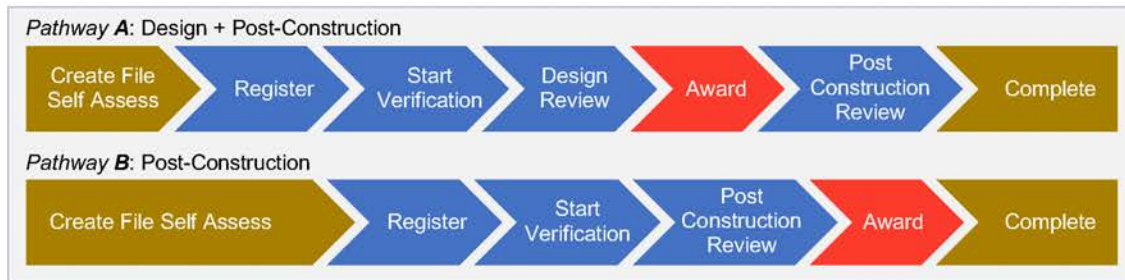 Pathway A: Design + Post-Construction
Create File
Self Assess
Register
Start
Verification
Design
Review
Award
Post
Construction
Review
Complete
Pathway B: Post-Construction
Create File Self Assess
Register
Start
Verification
Post
Construction
Review
Award
Complete